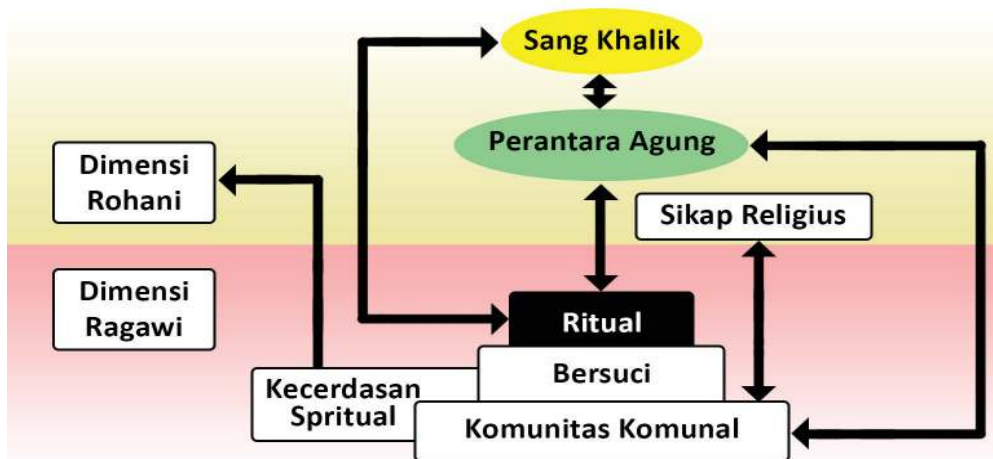 Sang Khalik
Perantara Agung
Dimensi
Rohani
Sikap Religius
Dimensi
Ragawi
Ritual
Bersuci
Kecerdasan
Spritual
Komunitas Komunal